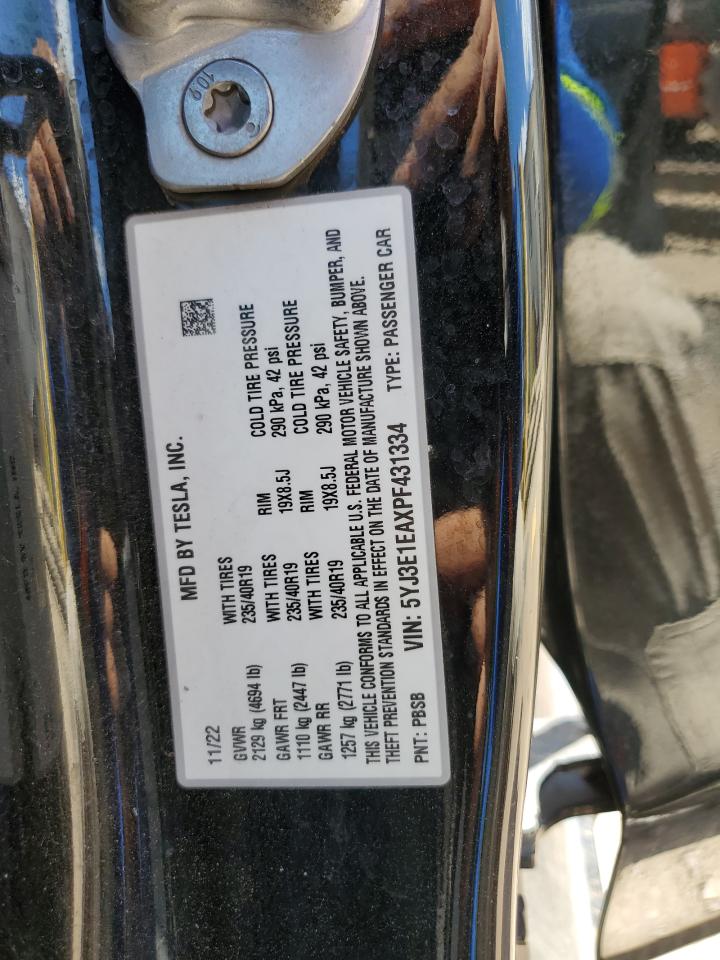 10.9
MFD BY TESLA, INC.
11/22
GVWR WITH TIRES RIM COLD TIRE PRESSURE
2129 kg (4694 lb) 235/40R19 19X8.5J 290 kPa, 42 psi
GAWR FRT WITH TIRES RIM COLD TIRE PRESSURE
1110 kg (2447 lb) 235/40R19 19X8.5J 290 kPa, 42 psi
GAWR RR WITH TIRES
1257 kg (2771 lb) 235/40R19
THIS VEHICLE CONFORMS TO ALL APPLICABLE U.S. FEDERAL MOTOR VEHICLE SAFETY, BUMPER, AND
THEFT PREVENTION STANDARDS IN EFFECT ON THE DATE OF MANUFACTURE SHOWN ABOVE.
PNT: PBSB VIN: 5YJ3E1EAXPF431334 TYPE: PASSENGER CAR